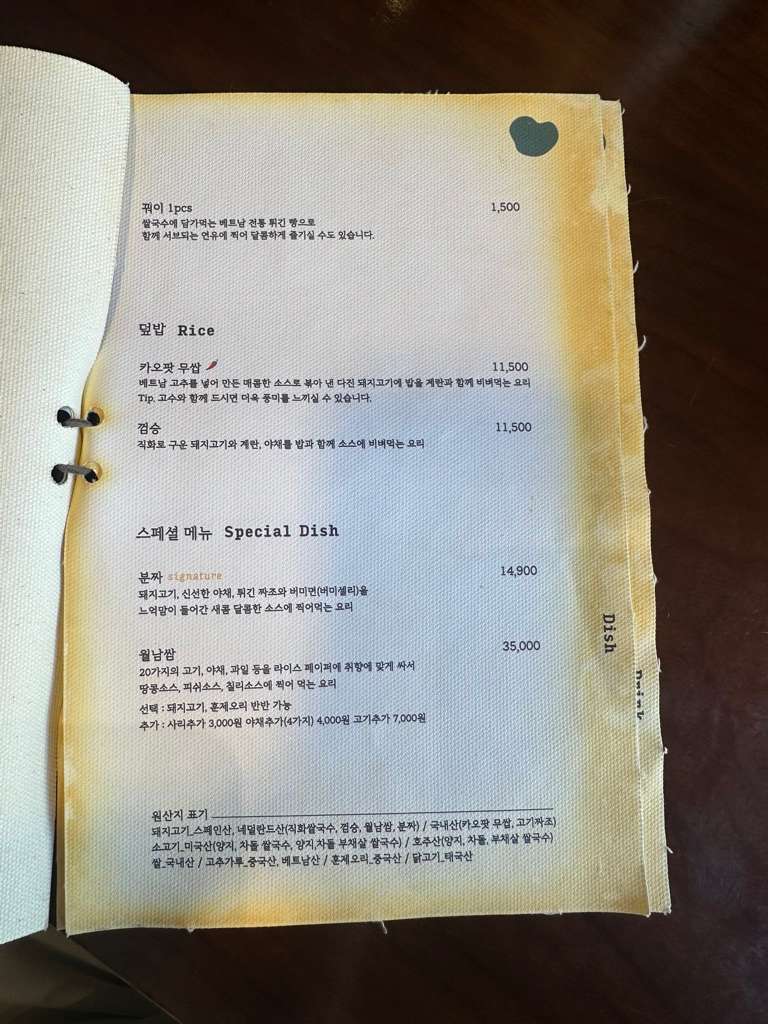 꿔이 1pcs 1,500
쌀국수에 담가먹는 베트남 전통 튀긴 빵으로
함께 서브되는 연유에 찍어 달콤하게 즐기실 수도 있습니다.
덮밥 Rice
카오팟 무쌉 11,500
베트남 고추를 넣어 만든 매콤한 소스로 볶아 낸 다진 돼지고기에 밥을 계란과 함께 비벼먹는 요리
Tip. 고수와 함께 드시면 더욱 풍미를 느끼실 수 있습니다.
껌승 11,500
직화로 구운 돼지고기와 계란, 야채를 밥과 함께 소스에 비벼먹는 요리
스페셜 메뉴 Special Dish
분짜 signature 14,900
돼지고기, 신선한 야채, 튀긴 짜조와 버미면(버미셀리)을
느억맘이 들어간 새콤 달콤한 소스에 찍어먹는 요리
월남쌈 35,000
20가지의 고기, 야채, 과일 등을 라이스 페이퍼에 취향에 맞게 싸서
땅콩소스, 피쉬소스, 칠리소스에 찍어 먹는 요리
선택 : 돼지고기, 훈제오리 반반 가능
추가 : 사리추가 3,000원 야채추가(4가지) 4,000원 고기추가 7,000원
원산지 표기
돼지고기_스페인산, 네덜란드산(직화쌀국수, 껌승, 월남쌈, 분짜) / 국내산(카오팟 무쌉, 고기짜조)
소고기_미국산(양지, 차돌 쌀국수, 양지,차돌 부채살 쌀국수) / 호주산(양지, 차돌, 부채살 쌀국수)
쌀_국내산 / 고추가루_중국산, 베트남산 / 훈제오리_중국산 / 닭고기_태국산
Dish